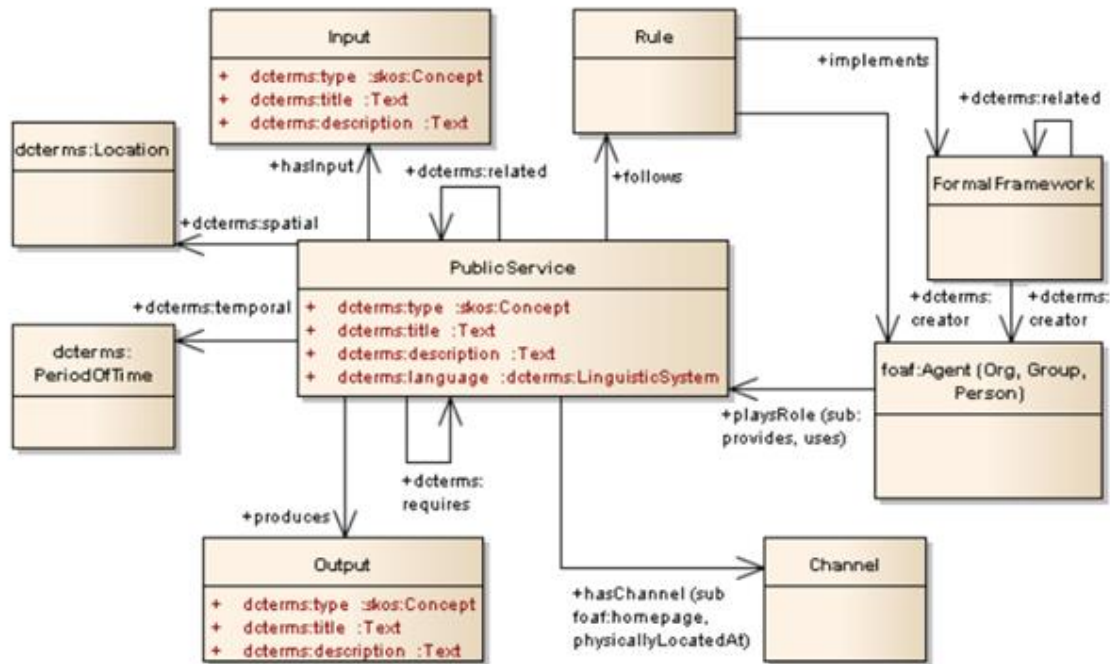 Input
+ dcterms:type :skos:Concept
+ dcterms:title :Text
+ dcterms:description :Text
Rule
+implements
+dcterms:related
dcterms:Location
+hasInput
+dcterms:related
+follows
FormalFramework
+dcterms:spatial
PublicService
+ dcterms:type :skos:Concept
+ dcterms:title :Text
+ dcterms:description :Text
+ dcterms:language :dcterms:LinguisticSystem
+dcterms:temporal
+dcterms:
creator
+dcterms:
creator
dcterms:
PeriodOfTime
foaf:Agent (Org, Group,
Person)
+playsRole (sub:
provides, uses)
+dcterms:
requires
+produces
Output
+ dcterms:type :skos:Concept
+ dcterms:title :Text
+ dcterms:description :Text
+hasChannel (sub
foaf:homepage,
physicallyLocatedAt)
Channel